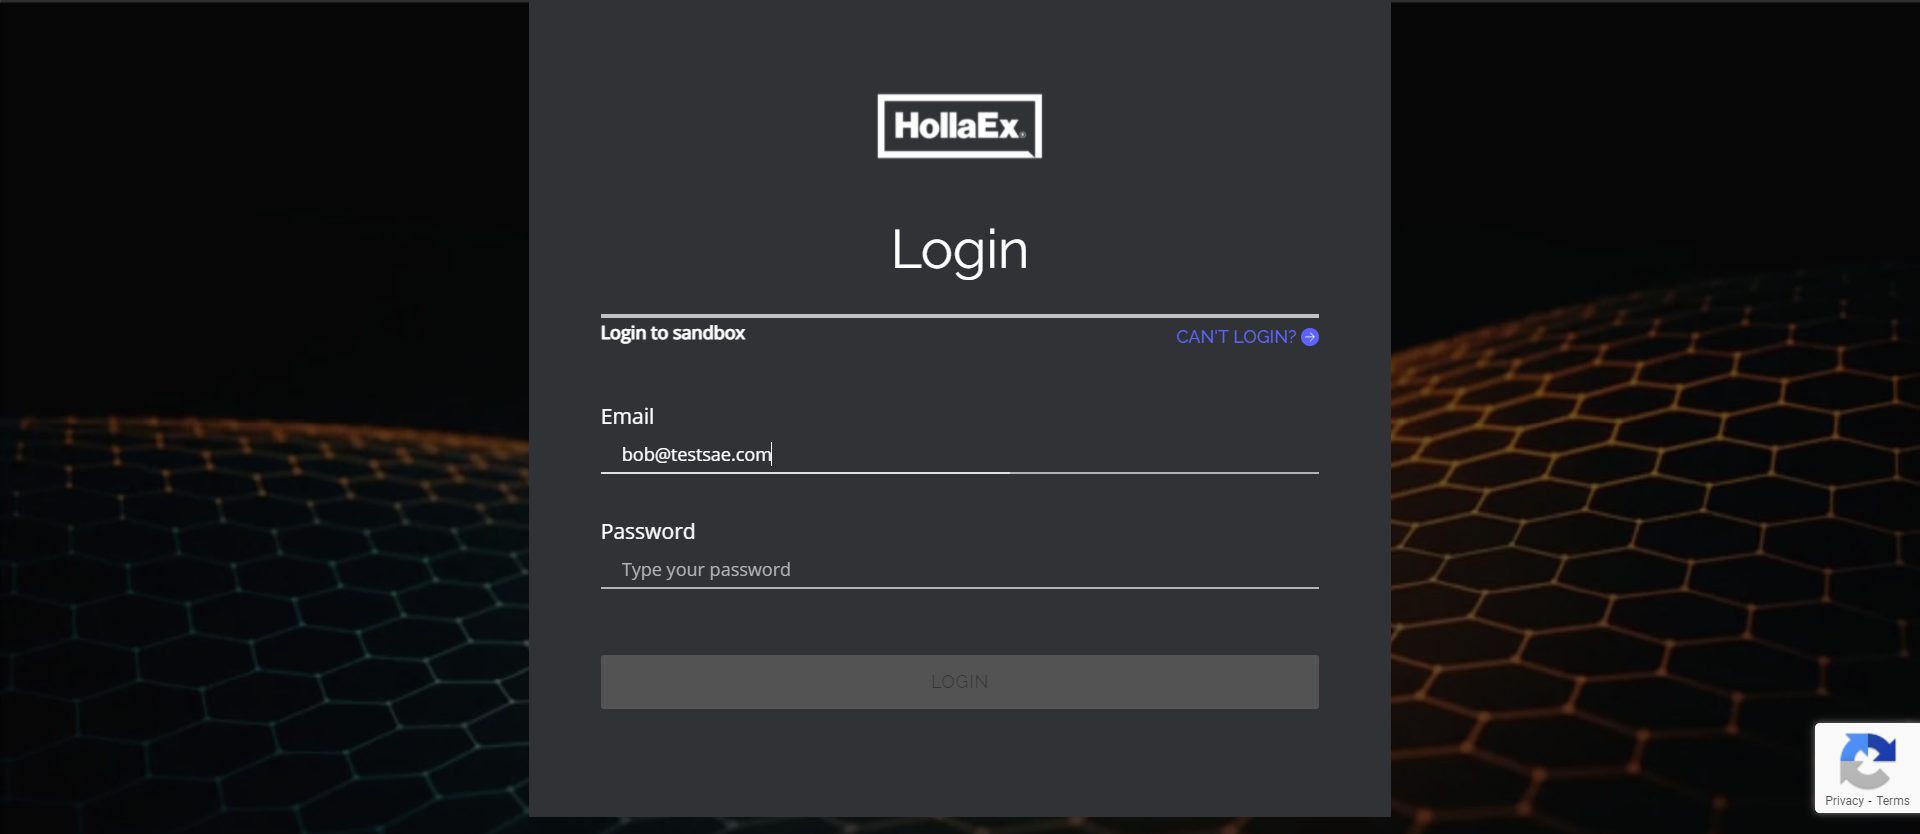 HollaEx®
Login
Login to sandbox
CAN'T LOGIN?
Email
bob@testsae.com
Password
Type your password
LOGIN
Privacy - Terms